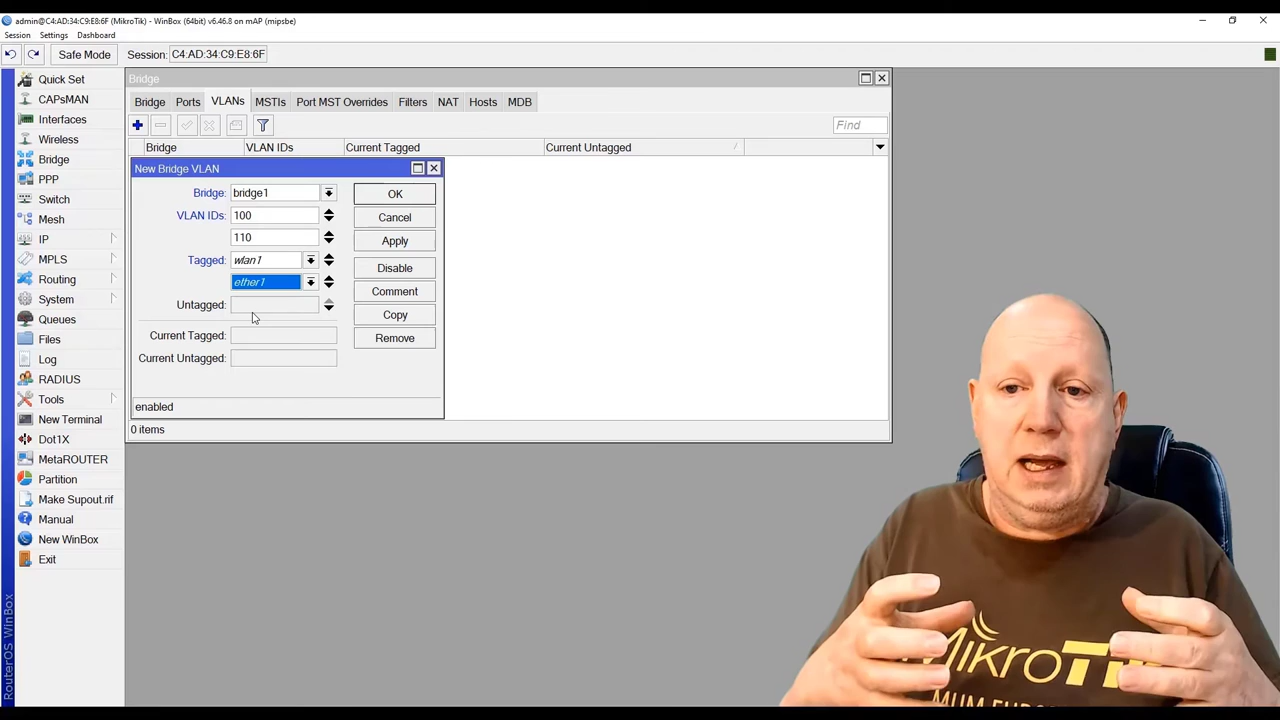 admin@C4:AD:34:C9:E8:6F (MikroTik) - WinBox (64bit) v6.46.8 on mAP (mipsbe)
Session Settings Dashboard
Safe Mode Session: C4:AD:34:C9:E8:6F
Quick Set
CAPsMAN
Interfaces
Wireless
Bridge
PPP
Switch
Mesh
IP
MPLS
Routing
System
Queues
Files
Log
RADIUS
Tools
New Terminal
Dot1X
MetaROUTER
Partition
Make Supout.rif
Manual
New WinBox
Exit
RouterOS WinBox
Bridge
Bridge Ports VLANs MSTIs Port MST Overrides Filters NAT Hosts MDB
Find
Bridge VLAN IDs Current Tagged Current Untagged
New Bridge VLAN
Bridge: bridge1
VLAN IDs: 100
110
Tagged: wlan1
ether1
Untagged:
Current Tagged:
Current Untagged:
OK
Cancel
Apply
Disable
Comment
Copy
Remove
enabled
0 items
MikroTik
MUM EUROP